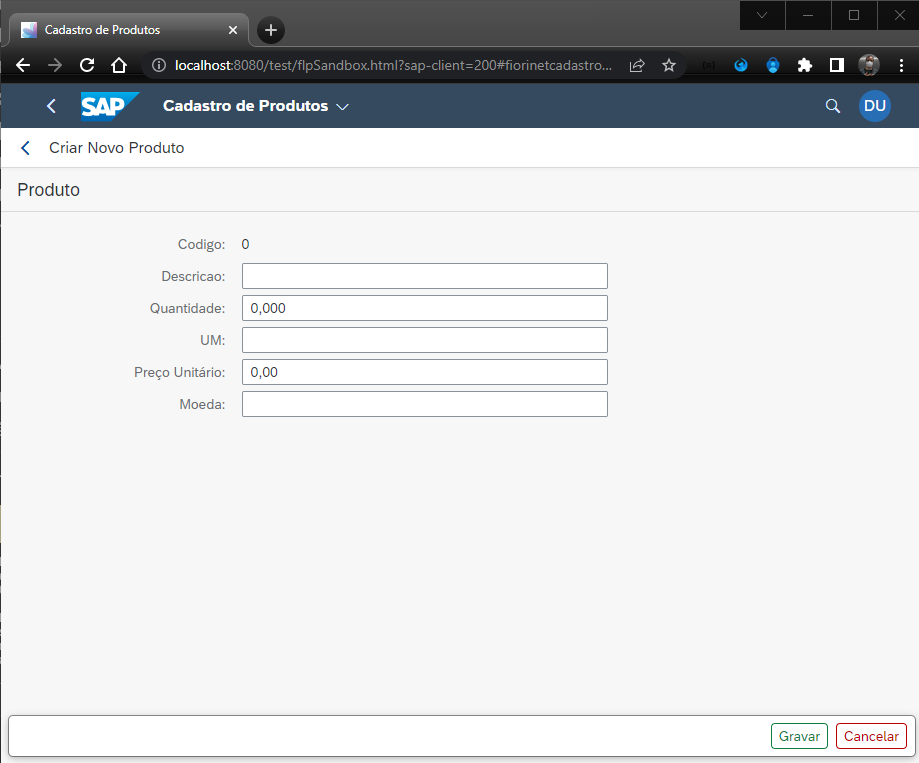 Cadastro de Produtos
localhost:8080/test/flpSandbox.html?sap-client=200#fiorinetcadastro...
SAP Cadastro de Produtos DU
Criar Novo Produto
Produto
Codigo: 0
Descricao:
Quantidade: 0,000
UM:
Preço Unitário: 0,00
Moeda:
Gravar Cancelar